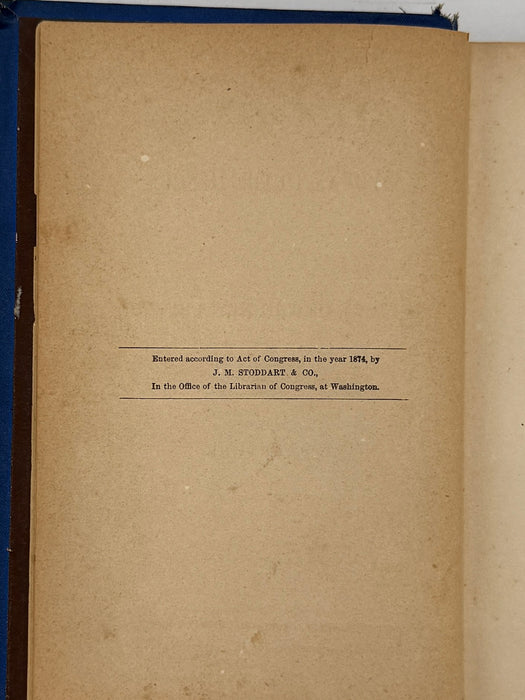 Entered according to Act of Congress, in the year 1874, by
J. M. STODDART & CO.,
In the Office of the Librarian of Congress, at Washington.